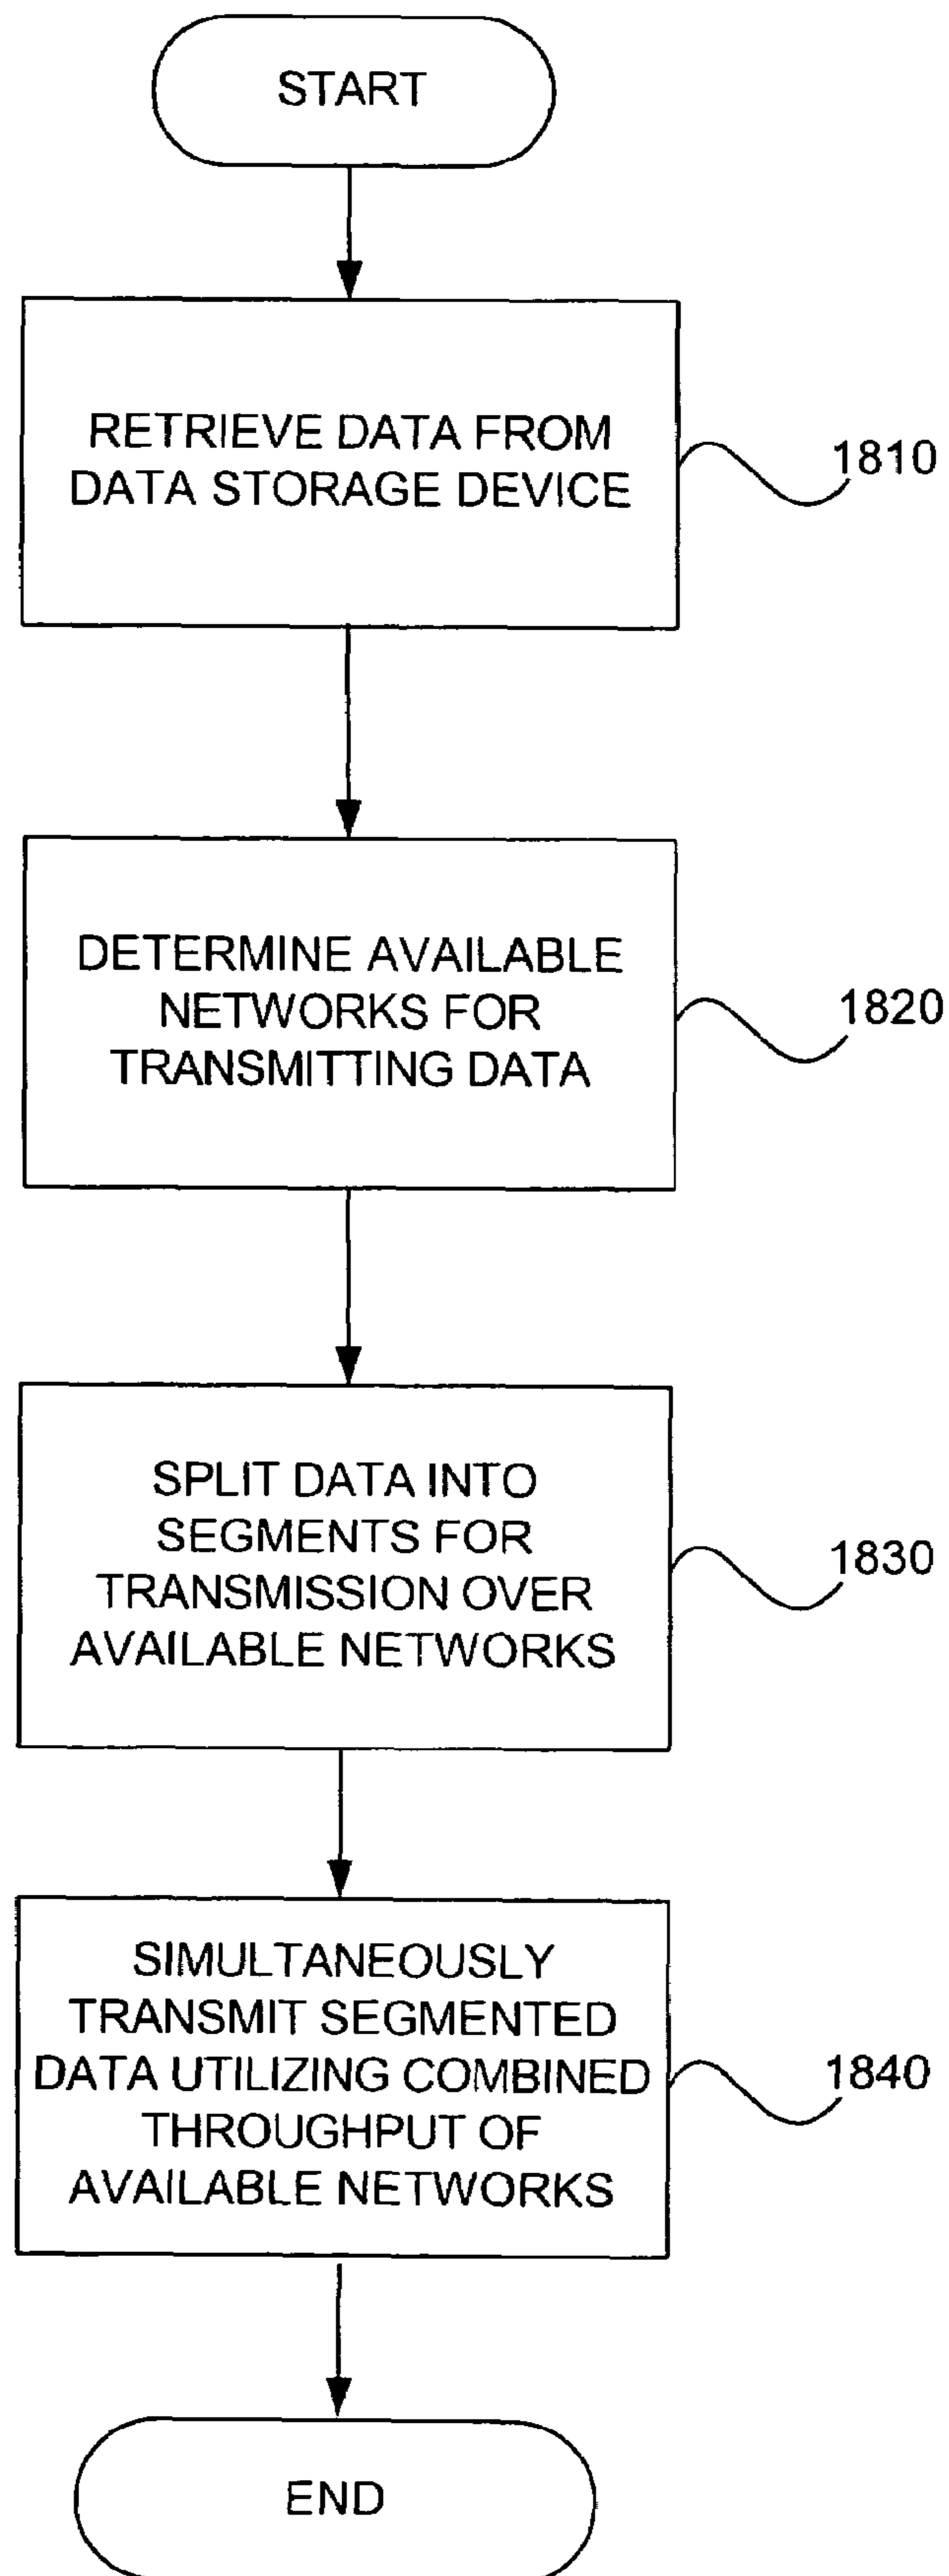 START
RETRIEVE DATA FROM
DATA STORAGE DEVICE
1810
DETERMINE AVAILABLE
NETWORKS FOR
TRANSMITTING DATA
1820
SPLIT DATA INTO
SEGMENTS FOR
TRANSMISSION OVER
AVAILABLE NETWORKS
1830
SIMULTANEOUSLY
TRANSMIT SEGMENTED
DATA UTILIZING COMBINED
THROUGHPUT OF
AVAILABLE NETWORKS
1840
END